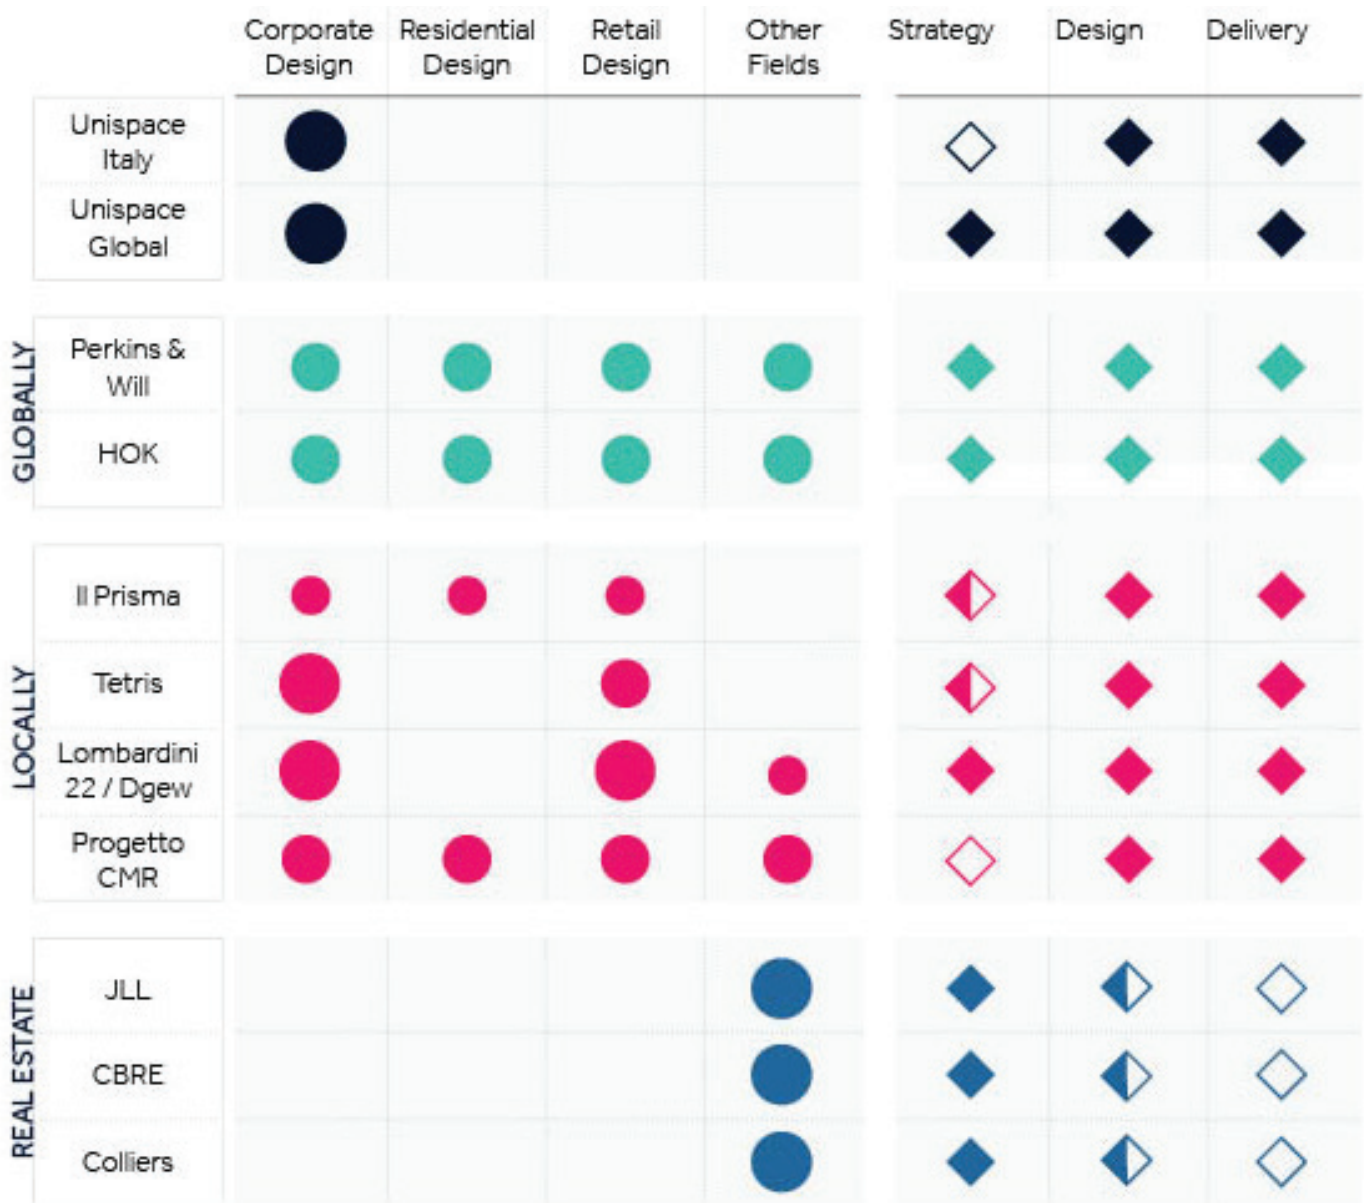 Corporate
Design
Residential
Design
Retail
Design
Other
Fields
Strategy
Design
Delivery
Unispace
Italy
Unispace
Global
GLOBALLY
Perkins &
Will
HOK
LOCALLY
Il Prisma
Tetris
Lombardini
22 / Dgew
Progetto
CMR
REAL ESTATE
JLL
CBRE
Colliers